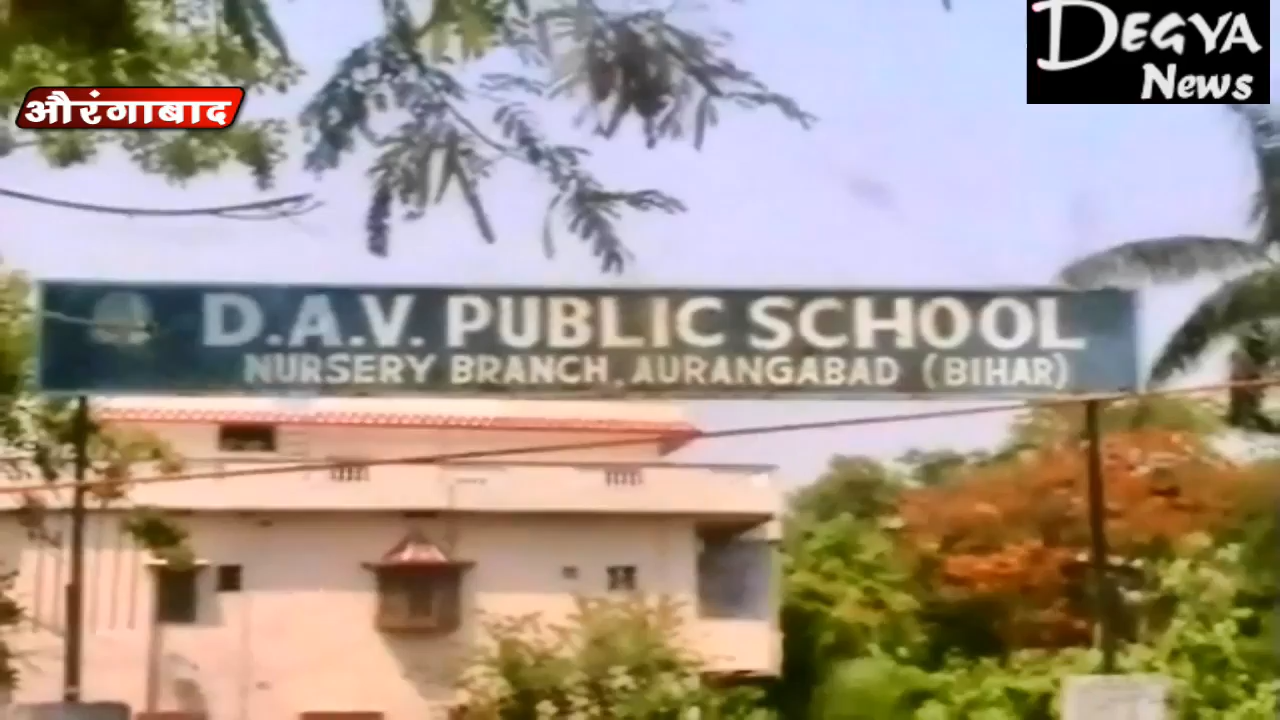 DEGYA
News
औरंगाबाद
D.A.V. PUBLIC SCHOOL
NURSERY BRANCH, AURANGABAD (BIHAR)